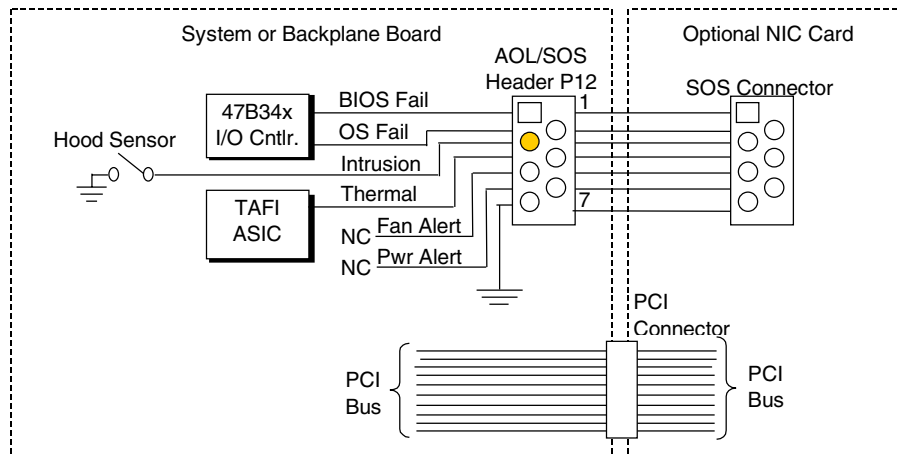 System or Backplane Board
Optional NIC Card
AOL/SOS
Header P12
SOS Connector
47B34x
I/O Cntlr.
BIOS Fail
1
OS Fail
Hood Sensor
Intrusion
Thermal
TAFI
ASIC
7
NC Fan Alert
NC Pwr Alert
PCI
Connector
PCI
Bus
PCI
Bus